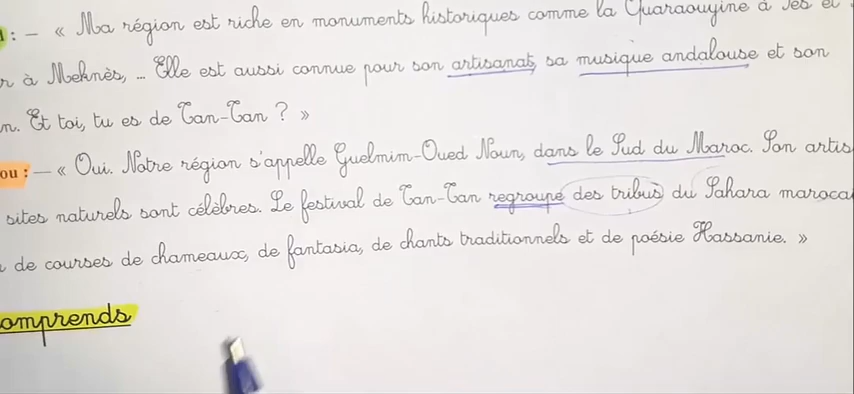 : — « Ma région est riche en monuments historiques comme la Quaraouyine à Fes et
à Meknès, ... Elle est aussi connue pour son artisanat, sa musique andalouse et son
n. Et toi, tu es de Tan-Tan ? »
ou : — « Oui. Notre région s'appelle Guelmim-Oued Noun, dans le Sud du Maroc. Son artis
sites naturels sont célèbres. Le festival de Tan-Tan regroupe des tribus du Sahara maroca
de courses de chameaux, de fantasia, de chants traditionnels et de poésie Hassanie. »
omprends